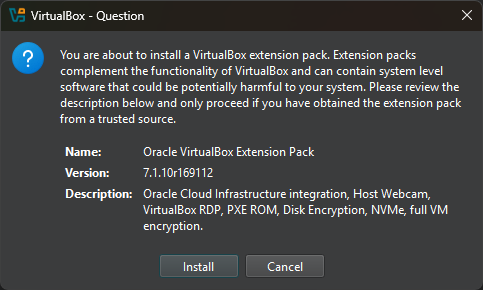 VirtualBox - Question
You are about to install a VirtualBox extension pack. Extension packs
complement the functionality of VirtualBox and can contain system level
software that could be potentially harmful to your system. Please review the
description below and only proceed if you have obtained the extension pack
from a trusted source.
Name: Oracle VirtualBox Extension Pack
Version: 7.1.10r169112
Description: Oracle Cloud Infrastructure integration, Host Webcam,
VirtualBox RDP, PXE ROM, Disk Encryption, NVMe, full VM
encryption.
Install Cancel